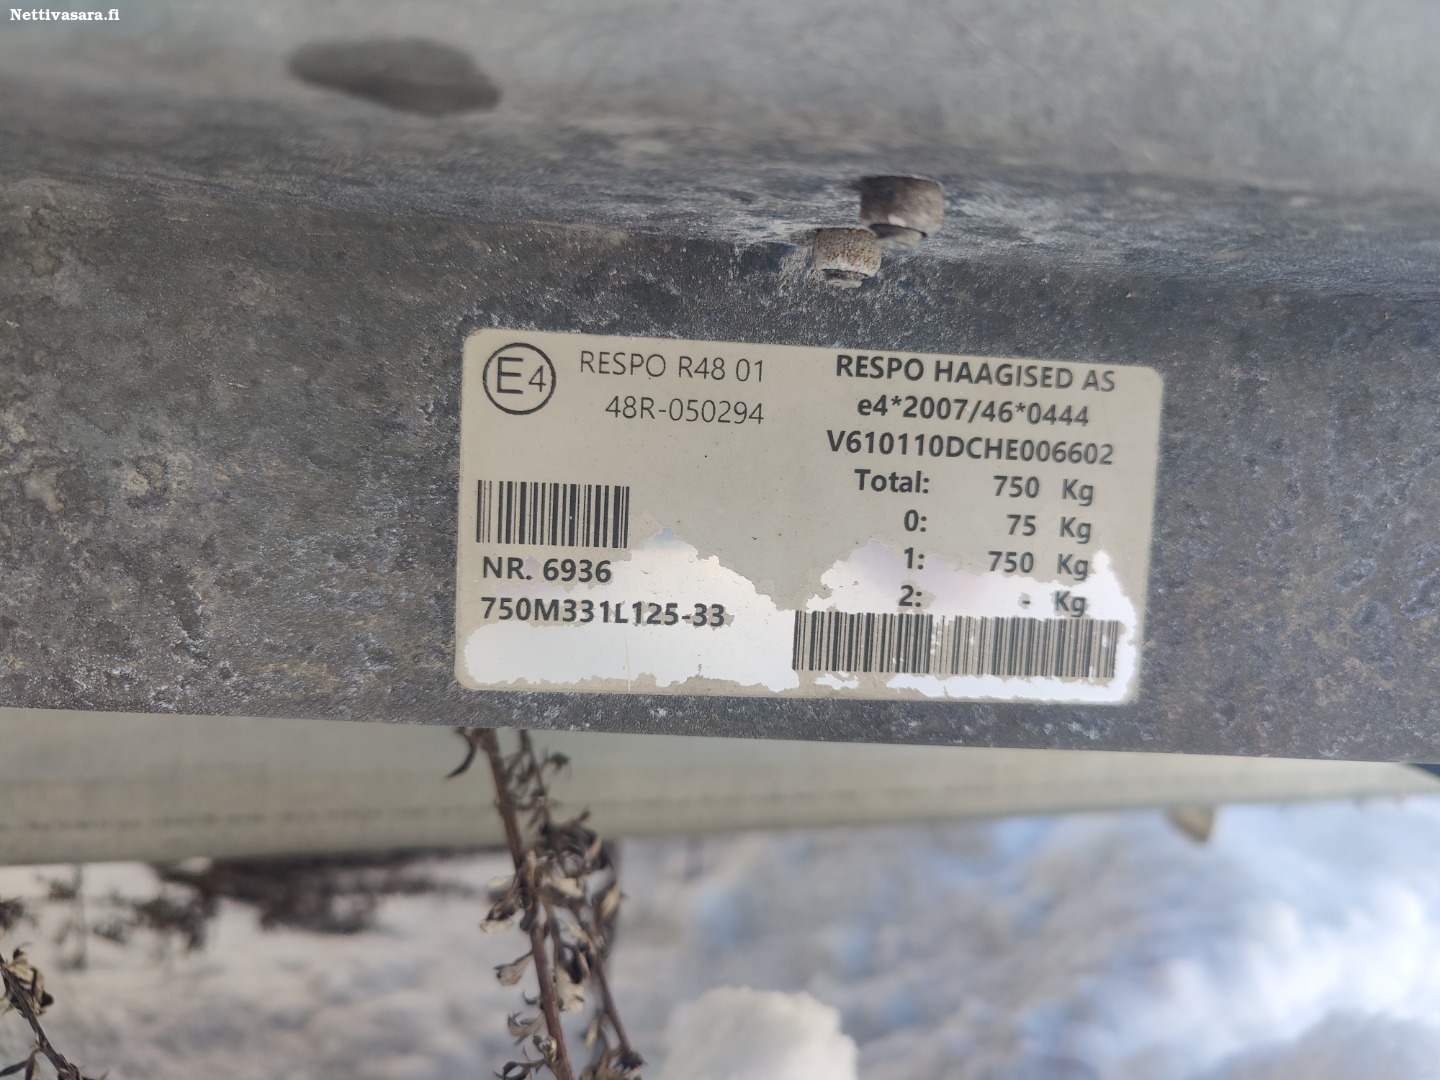 Nettivasara.fi
E4
RESPO R48 01
48R-050294
NR. 6936
750M331L125-33
RESPO HAAGISED AS
e4*2007/46*0444
V610110DCHE006602
Total: 750 Kg
0: 75 Kg
1: 750 Kg
2: - Kg